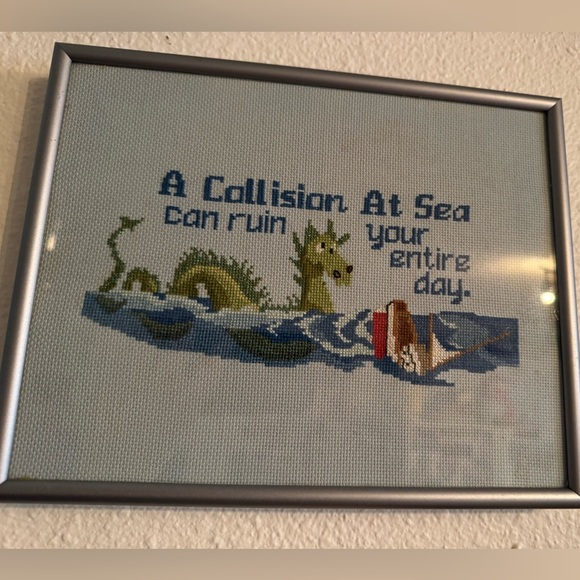 A Collision At Sea
can ruin your
entire
day.